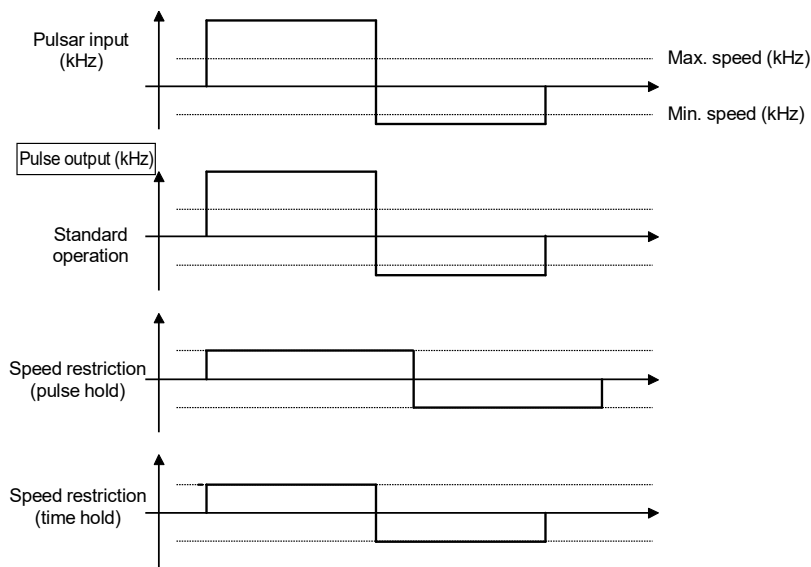 Pulsar input
(kHz)
Max. speed (kHz)
Min. speed (kHz)
Pulse output (kHz)
Standard
operation
Speed restriction
(pulse hold)
Speed restriction
(time hold)